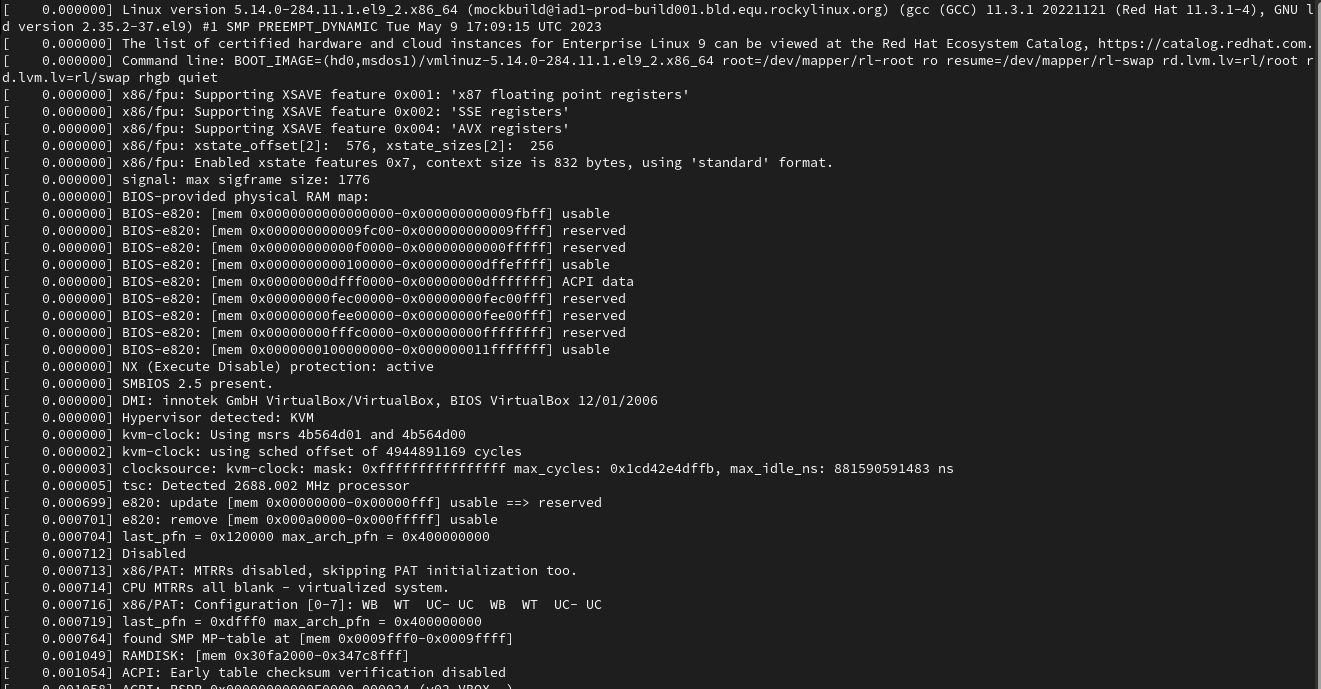 [    0.000000] Linux version 5.14.0-284.11.1.el9_2.x86_64 (mockbuild@iad1-prod-build001.bld.equ.rockylinux.org) (gcc (GCC) 11.3.1 20221121 (Red Hat 11.3.1-4), GNU l
d version 2.35.2-37.el9) #1 SMP PREEMPT_DYNAMIC Tue May 9 17:09:15 UTC 2023
[    0.000000] The list of certified hardware and cloud instances for Enterprise Linux 9 can be viewed at the Red Hat Ecosystem Catalog, https://catalog.redhat.com.
[    0.000000] Command line: BOOT_IMAGE=(hd0,msdos1)/vmlinuz-5.14.0-284.11.1.el9_2.x86_64 root=/dev/mapper/rl-root ro resume=/dev/mapper/rl-swap rd.lvm.lv=rl/root r
d.lvm.lv=rl/swap rhgb quiet
[    0.000000] x86/fpu: Supporting XSAVE feature 0x001: 'x87 floating point registers'
[    0.000000] x86/fpu: Supporting XSAVE feature 0x002: 'SSE registers'
[    0.000000] x86/fpu: Supporting XSAVE feature 0x004: 'AVX registers'
[    0.000000] x86/fpu: xstate_offset[2]:  576, xstate_sizes[2]:  256
[    0.000000] x86/fpu: Enabled xstate features 0x7, context size is 832 bytes, using 'standard' format.
[    0.000000] signal: max sigframe size: 1776
[    0.000000] BIOS-provided physical RAM map:
[    0.000000] BIOS-e820: [mem 0x0000000000000000-0x000000000009fbff] usable
[    0.000000] BIOS-e820: [mem 0x000000000009fc00-0x000000000009ffff] reserved
[    0.000000] BIOS-e820: [mem 0x00000000000f0000-0x00000000000fffff] reserved
[    0.000000] BIOS-e820: [mem 0x0000000000100000-0x00000000dffeffff] usable
[    0.000000] BIOS-e820: [mem 0x00000000dfff0000-0x00000000dfffffff] ACPI data
[    0.000000] BIOS-e820: [mem 0x00000000fec00000-0x00000000fec00fff] reserved
[    0.000000] BIOS-e820: [mem 0x00000000fee00000-0x00000000fee00fff] reserved
[    0.000000] BIOS-e820: [mem 0x00000000fffc0000-0x00000000ffffffff] reserved
[    0.000000] BIOS-e820: [mem 0x0000000100000000-0x000000011fffffff] usable
[    0.000000] NX (Execute Disable) protection: active
[    0.000000] SMBIOS 2.5 present.
[    0.000000] DMI: innotek GmbH VirtualBox/VirtualBox, BIOS VirtualBox 12/01/2006
[    0.000000] Hypervisor detected: KVM
[    0.000000] kvm-clock: Using msrs 4b564d01 and 4b564d00
[    0.000002] kvm-clock: using sched offset of 4944891169 cycles
[    0.000003] clocksource: kvm-clock: mask: 0xffffffffffffffff max_cycles: 0x1cd42e4dffb, max_idle_ns: 881590591483 ns
[    0.000005] tsc: Detected 2688.002 MHz processor
[    0.000699] e820: update [mem 0x00000000-0x00000fff] usable ==> reserved
[    0.000701] e820: remove [mem 0x000a0000-0x000fffff] usable
[    0.000704] last_pfn = 0x120000 max_arch_pfn = 0x400000000
[    0.000712] Disabled
[    0.000713] x86/PAT: MTRRs disabled, skipping PAT initialization too.
[    0.000714] CPU MTRRs all blank - virtualized system.
[    0.000716] x86/PAT: Configuration [0-7]: WB  WT  UC- UC  WB  WT  UC- UC
[    0.000719] last_pfn = 0xdfff0 max_arch_pfn = 0x400000000
[    0.000764] found SMP MP-table at [mem 0x0009fff0-0x0009ffff]
[    0.001049] RAMDISK: [mem 0x30fa2000-0x347c8fff]
[    0.001054] ACPI: Early table checksum verification disabled
[    0.001058] ACPI: RSDP 0x00000000000E0000 000024 (v02 VBOX  )